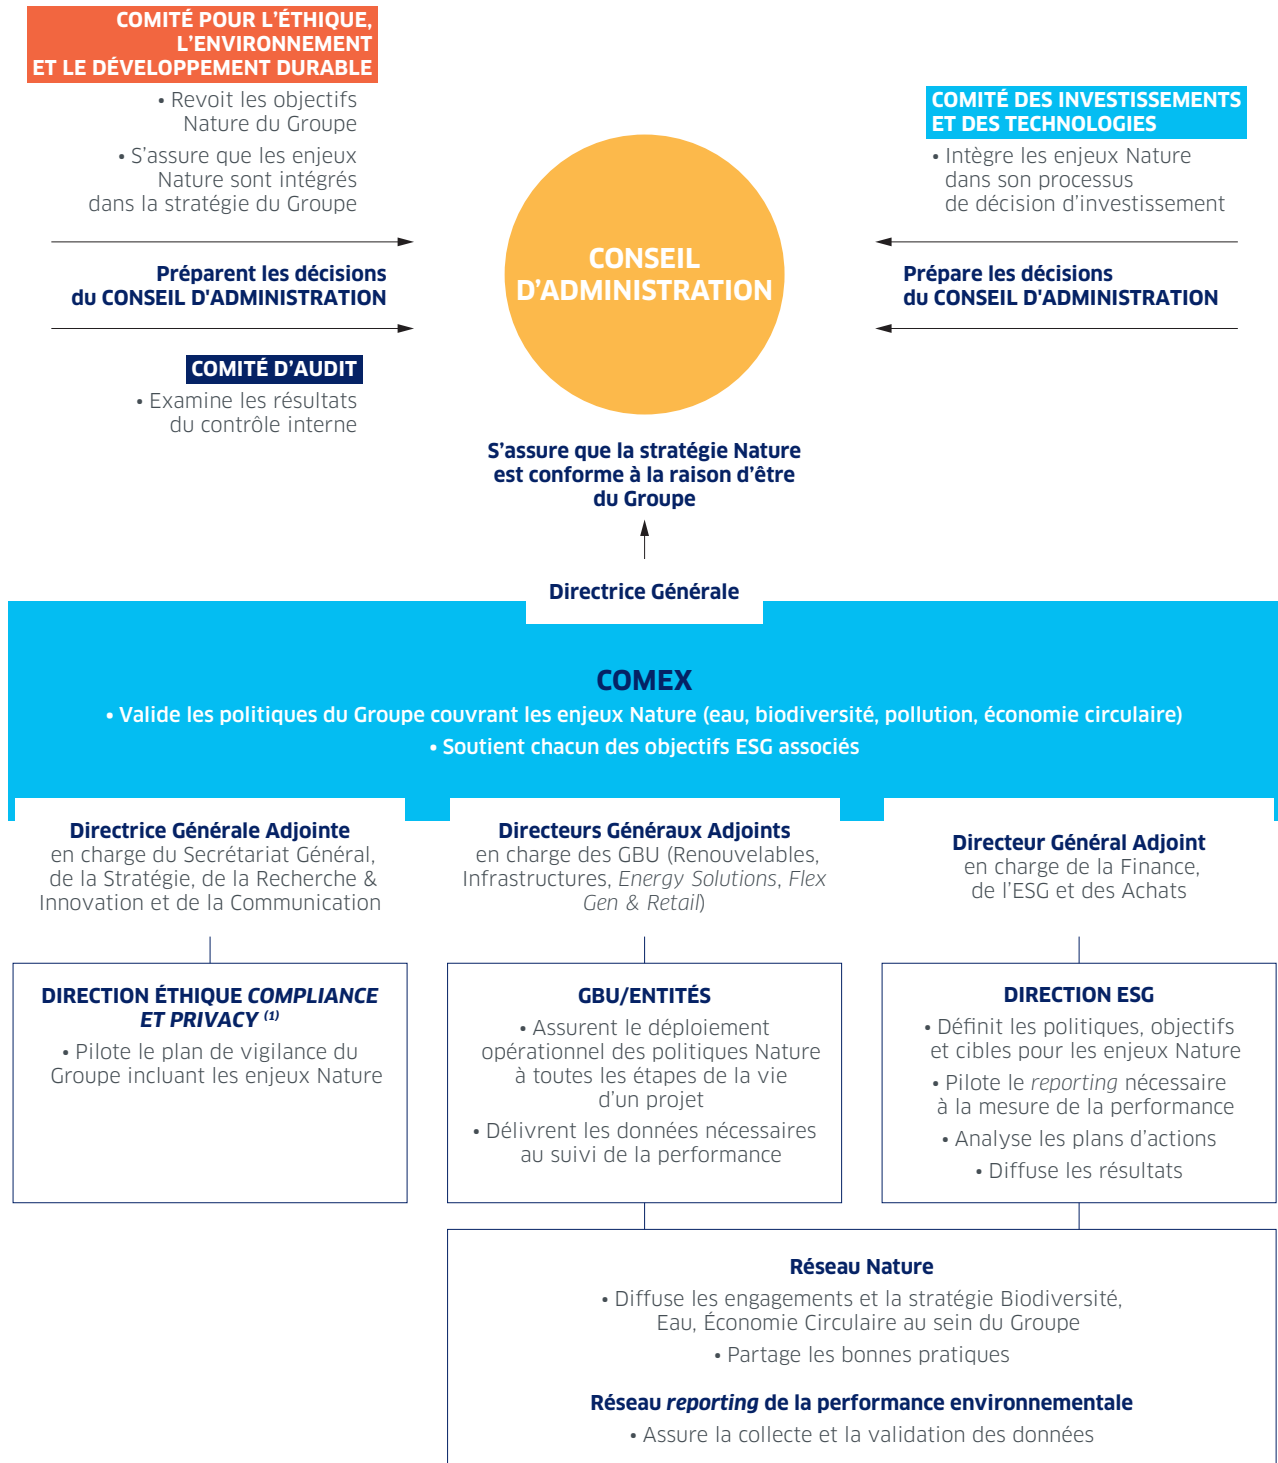 COMITÉ POUR L'ÉTHIQUE,
L'ENVIRONNEMENT
ET LE DÉVELOPPEMENT DURABLE
• Revoit les objectifs
Nature du Groupe
• S'assure que les enjeux
Nature sont intégrés
dans la stratégie du Groupe
Préparent les décisions
du CONSEIL D'ADMINISTRATION
COMITÉ D'AUDIT
• Examine les résultats
du contrôle interne
CONSEIL
D'ADMINISTRATION
S'assure que la stratégie Nature
est conforme à la raison d'être
du Groupe
COMITÉ DES INVESTISSEMENTS
ET DES TECHNOLOGIES
• Intègre les enjeux Nature
dans son processus
de décision d'investissement
Prépare les décisions
du CONSEIL D'ADMINISTRATION
Directrice Générale
COMEX
• Valide les politiques du Groupe couvrant les enjeux Nature (eau, biodiversité, pollution, économie circulaire)
• Soutient chacun des objectifs ESG associés
Directrice Générale Adjointe
en charge du Secrétariat Général,
de la Stratégie, de la Recherche &
Innovation et de la Communication
DIRECTION ÉTHIQUE COMPLIANCE
ET PRIVACY (1)
• Pilote le plan de vigilance du
Groupe incluant les enjeux Nature
Directeurs Généraux Adjoints
en charge des GBU (Renouvelables,
Infrastructures, Energy Solutions, Flex
Gen & Retail)
GBU/ENTITÉS
• Assurent le déploiement
opérationnel des politiques Nature
à toutes les étapes de la vie
d'un projet
• Délivrent les données nécessaires
au suivi de la performance
Directeur Général Adjoint
en charge de la Finance,
de l'ESG et des Achats
DIRECTION ESG
• Définit les politiques, objectifs
et cibles pour les enjeux Nature
• Pilote le reporting nécessaire
à la mesure de la performance
• Analyse les plans d'actions
• Diffuse les résultats
Réseau Nature
• Diffuse les engagements et la stratégie Biodiversité,
Eau, Économie Circulaire au sein du Groupe
• Partage les bonnes pratiques
Réseau reporting de la performance environnementale
• Assure la collecte et la validation des données